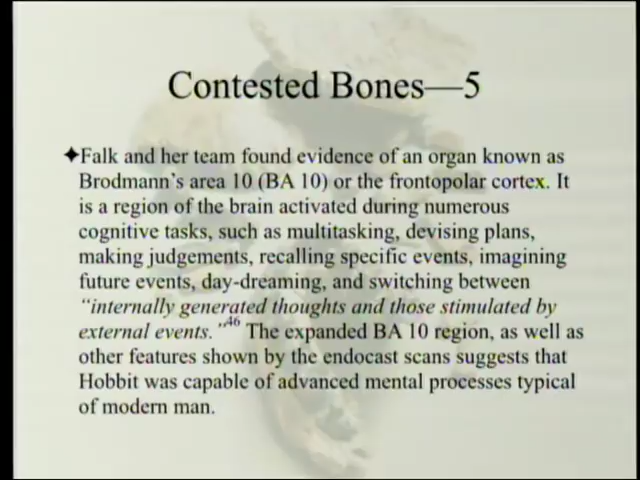 Contested Bones—5
✦Falk and her team found evidence of an organ known as
Brodmann's area 10 (BA 10) or the frontopolar cortex. It
is a region of the brain activated during numerous
cognitive tasks, such as multitasking, devising plans,
making judgements, recalling specific events, imagining
future events, day-dreaming, and switching between
“internally generated thoughts and those stimulated by
external events.”46 The expanded BA 10 region, as well as
other features shown by the endocast scans suggests that
Hobbit was capable of advanced mental processes typical
of modern man.